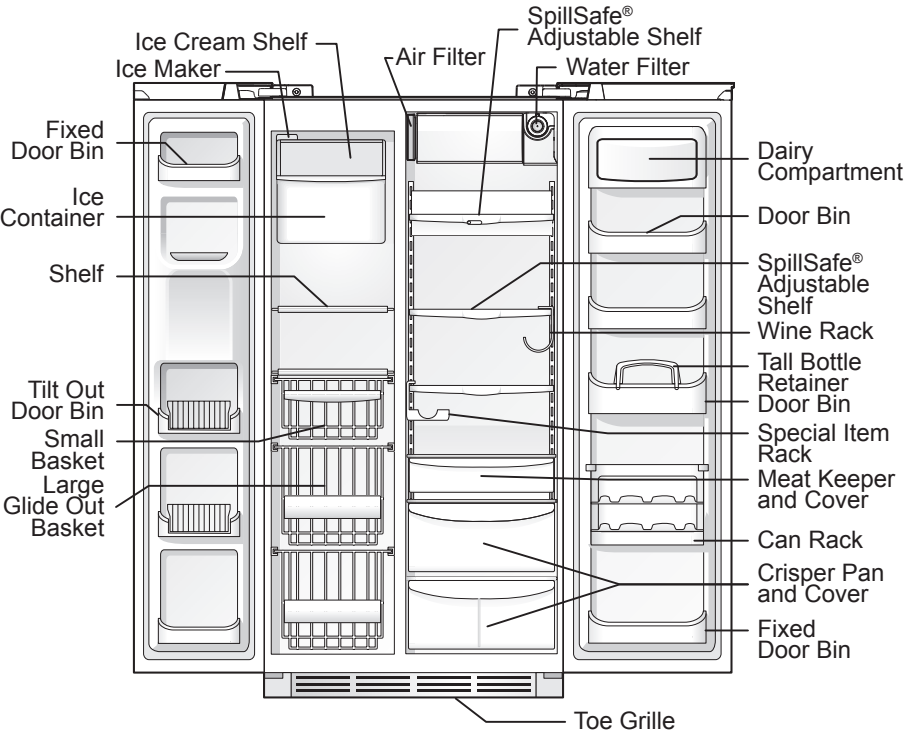 SpillSafe®
Adjustable Shelf
Ice Cream Shelf
Air Filter
Water Filter
Ice Maker
Fixed
Door Bin
Ice
Container
Shelf
Tilt Out
Door Bin
Small
Basket
Large
Glide Out
Basket
Dairy
Compartment
Door Bin
SpillSafe®
Adjustable
Shelf
Wine Rack
Tall Bottle
Retainer
Door Bin
Special Item
Rack
Meat Keeper
and Cover
Can Rack
Crisper Pan
and Cover
Fixed
Door Bin
Toe Grille